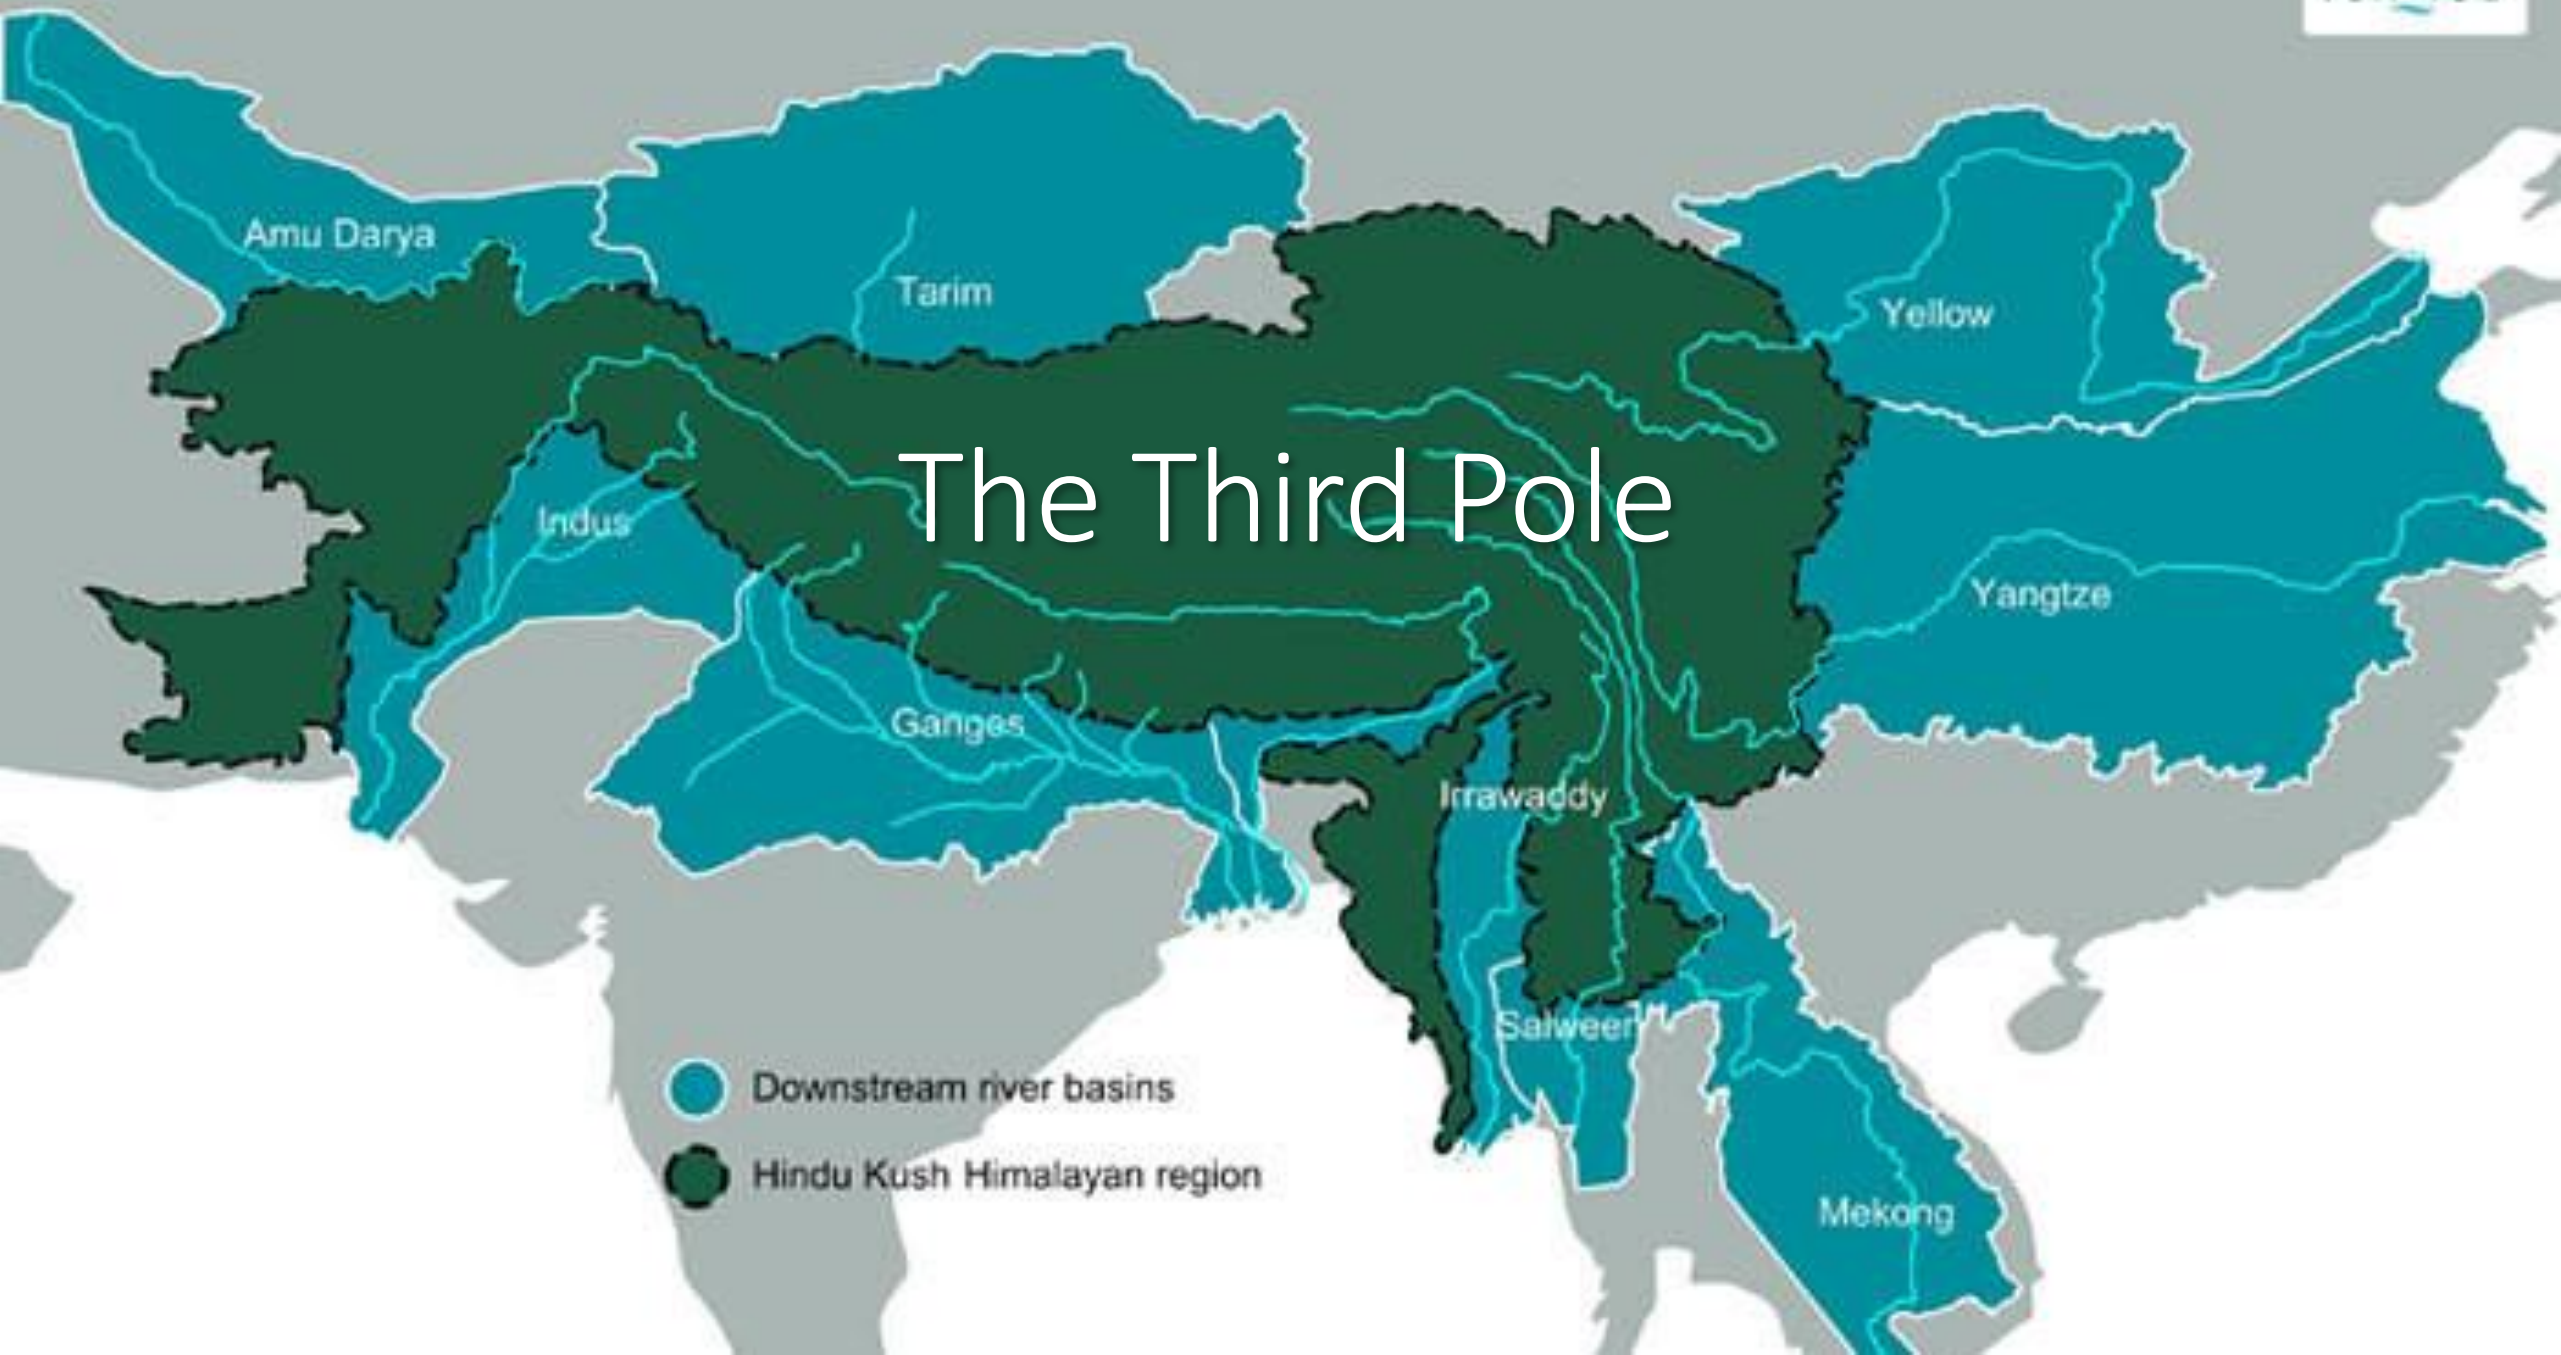 Amu Darya
Tarim
Yellow
The Third Pole
Indus
Yangtze
Ganges
Irrawaddy
Salween
Downstream river basins
Hindu Kush Himalayan region
Mekong